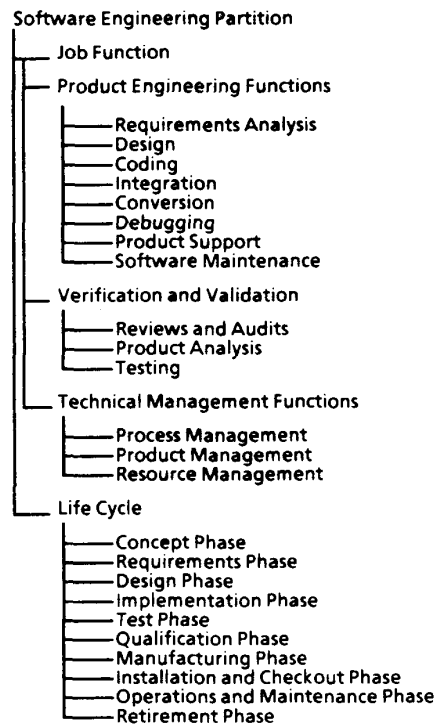 Software Engineering Partition
Job Function
Product Engineering Functions
Requirements Analysis
Design
Coding
Integration
Conversion
Debugging
Product Support
Software Maintenance
Verification and Validation
Reviews and Audits
Product Analysis
Testing
Technical Management Functions
Process Management
Product Management
Resource Management
Life Cycle
Concept Phase
Requirements Phase
Design Phase
Implementation Phase
Test Phase
Qualification Phase
Manufacturing Phase
Installation and Checkout Phase
Operations and Maintenance Phase
Retirement Phase